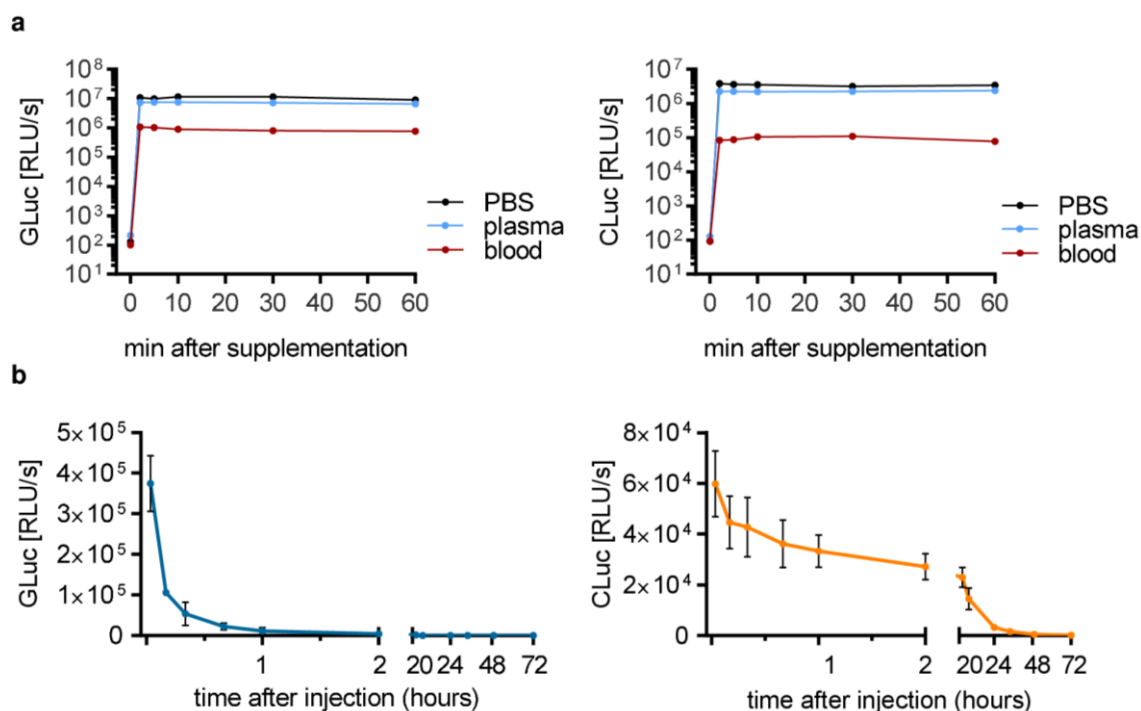 a
GLuc [RLU/s]
10⁸
10⁷
10⁶
10⁵
10⁴
10³
10²
10¹
0 10 20 30 40 50 60
min after supplementation
PBS
plasma
blood
CLuc [RLU/s]
10⁷
10⁶
10⁵
10⁴
10³
10²
10¹
0 10 20 30 40 50 60
min after supplementation
PBS
plasma
blood
b
GLuc [RLU/s]
5×10⁵
4×10⁵
3×10⁵
2×10⁵
1×10⁵
0
1 2 20 24 48 72
time after injection (hours)
CLuc [RLU/s]
8×10⁴
6×10⁴
4×10⁴
2×10⁴
0
1 2 20 24 48 72
time after injection (hours)